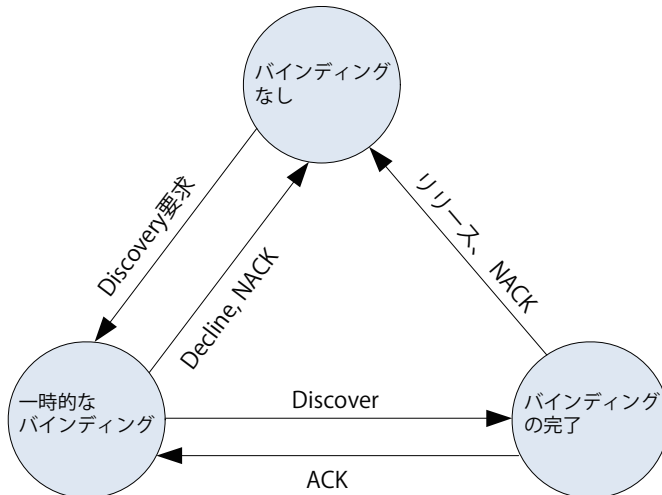 バインディング
なし
Discovery要求
Decline, NACK
リリース、 NACK
一時的な
バインディング
Discover
バインディング
の完了
ACK